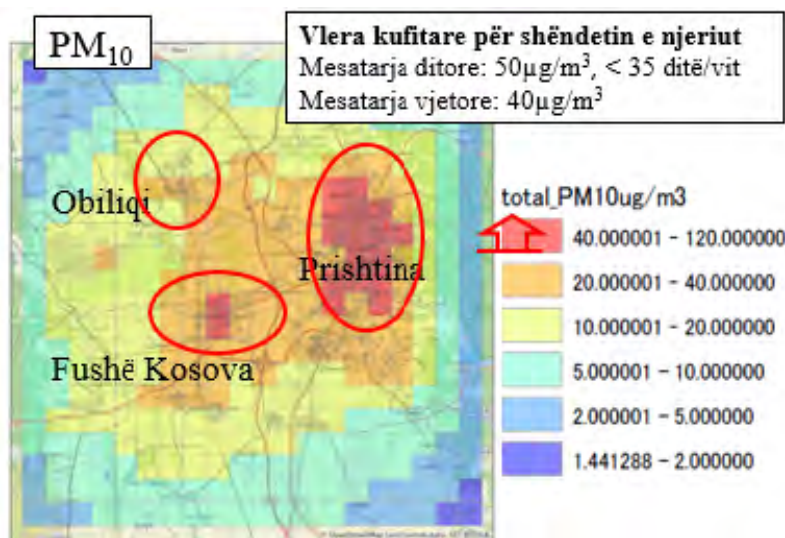 PM₁₀
Vlera kufitare për shëndetin e njeriut
Mesatarja ditore: 50µg/m³, < 35 ditë/vit
Mesatarja vjetore: 40µg/m³
Obiliqi
Prishtina
Fushë Kosova
total_PM10ug/m3
40.000001 - 120.000000
20.000001 - 40.000000
10.000001 - 20.000000
5.000001 - 10.000000
2.000001 - 5.000000
1.441288 - 2.000000